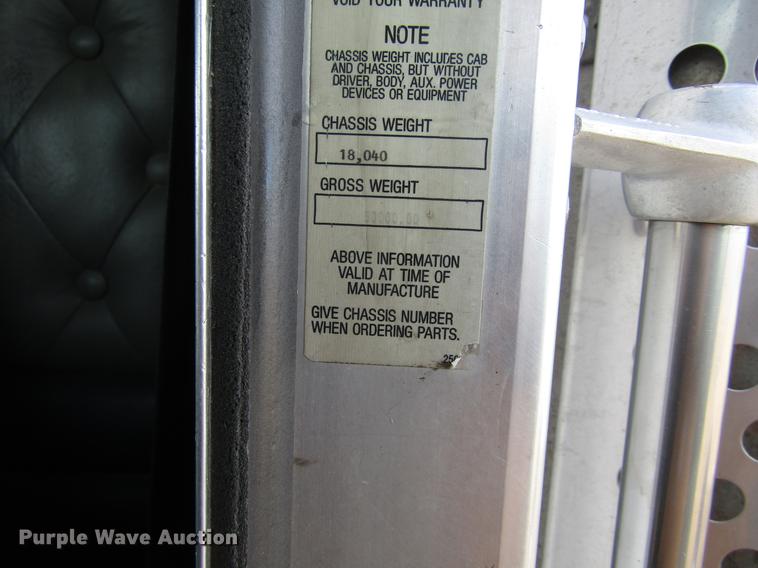 VOID YOUR WARRANTY
NOTE
CHASSIS WEIGHT INCLUDES CAB
AND CHASSIS, BUT WITHOUT
DRIVER, BODY, AUX. POWER
DEVICES OR EQUIPMENT
CHASSIS WEIGHT
18,040
GROSS WEIGHT
ABOVE INFORMATION
VALID AT TIME OF
MANUFACTURE
GIVE CHASSIS NUMBER
WHEN ORDERING PARTS.
Purple Wave Auction